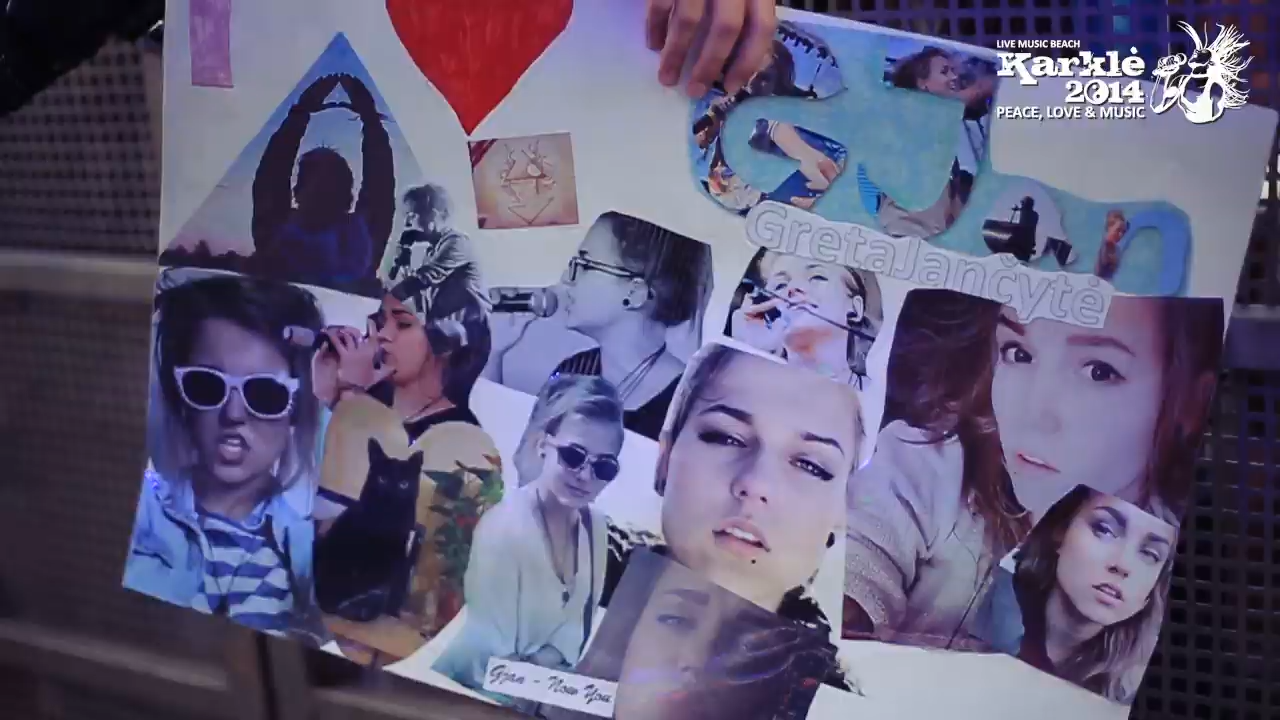 LIVE MUSIC BEACH
Karklė
2014
PEACE, LOVE & MUSIC
GretaJančytė
Gjan - Now You